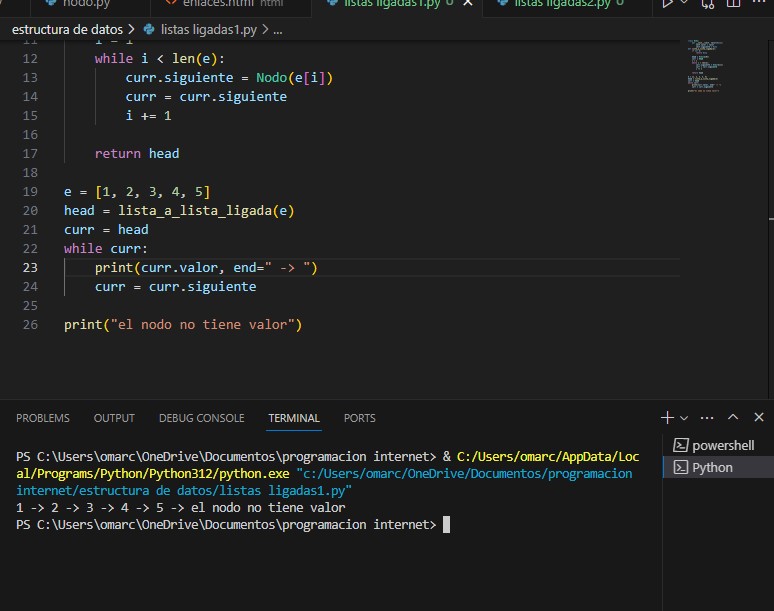 nodo.py enlaces.html html listas ligadas1.py U listas ligadas2.py U
estructura de datos > listas ligadas1.py > ...
11 i = 1
12 while i < len(e):
13 curr.siguiente = Nodo(e[i])
14 curr = curr.siguiente
15 i += 1
16
17 return head
18
19 e = [1, 2, 3, 4, 5]
20 head = lista_a_lista_ligada(e)
21 curr = head
22 while curr:
23 print(curr.valor, end=" -> ")
24 curr = curr.siguiente
25
26 print("el nodo no tiene valor")
PROBLEMS OUTPUT DEBUG CONSOLE TERMINAL PORTS
PS C:\Users\omarc\OneDrive\Documentos\programacion internet> & C:/Users/omarc/AppData/Loc
al/Programs/Python/Python312/python.exe "c:/Users/omarc/OneDrive/Documentos/programacion
internet/estructura de datos/listas ligadas1.py"
1 -> 2 -> 3 -> 4 -> 5 -> el nodo no tiene valor
PS C:\Users\omarc\OneDrive\Documentos\programacion internet>
powershell
Python